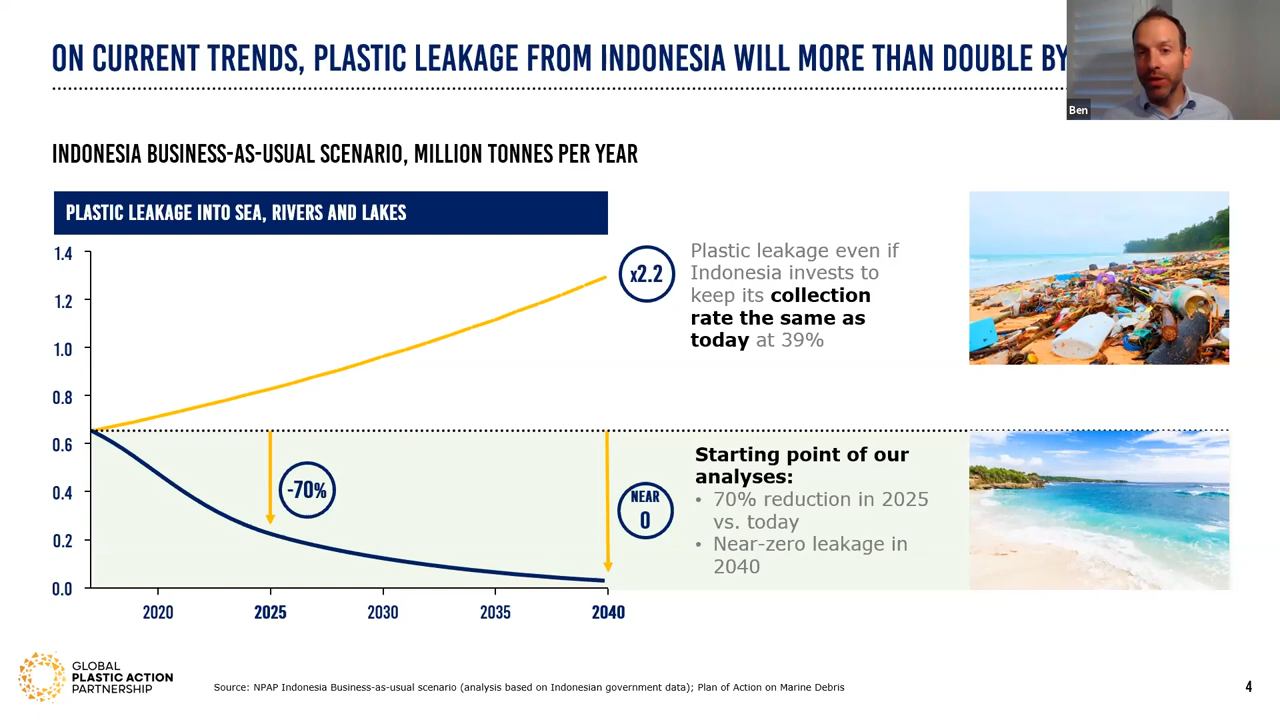 ON CURRENT TRENDS, PLASTIC LEAKAGE FROM INDONESIA WILL MORE THAN DOUBLE BY
Ben
INDONESIA BUSINESS-AS-USUAL SCENARIO, MILLION TONNES PER YEAR
PLASTIC LEAKAGE INTO SEA, RIVERS AND LAKES
1.4
1.2
1.0
0.8
0.6
0.4
0.2
0.0
2020
2025
2030
2035
2040
x2.2
-70%
NEAR
0
Plastic leakage even if
Indonesia invests to
keep its collection
rate the same as
today at 39%
Starting point of our
analyses:
• 70% reduction in 2025
vs. today
• Near-zero leakage in
2040
GLOBAL
PLASTIC ACTION
PARTNERSHIP
Source: NPAP Indonesia Business-as-usual scenario (analysis based on Indonesian government data); Plan of Action on Marine Debris
4